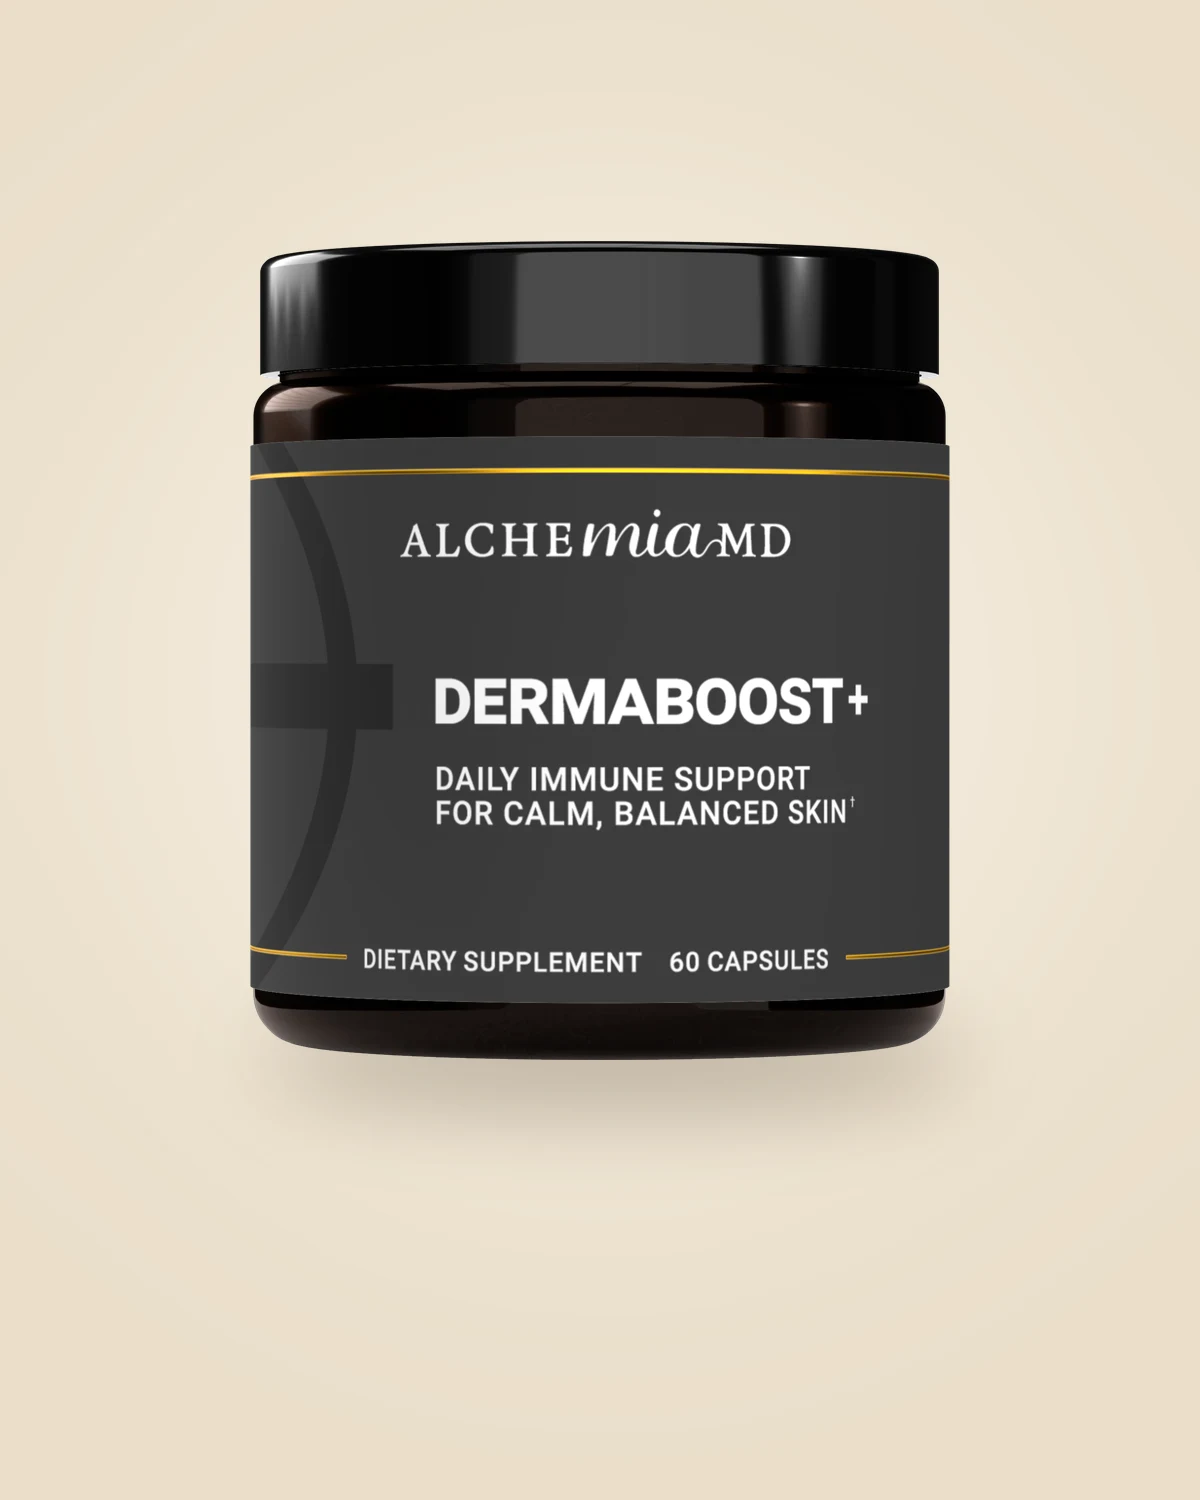 ALCHEmiaMD
DERMABOOST+
DAILY IMMUNE SUPPORT
FOR CALM, BALANCED SKIN†
DIETARY SUPPLEMENT 60 CAPSULES